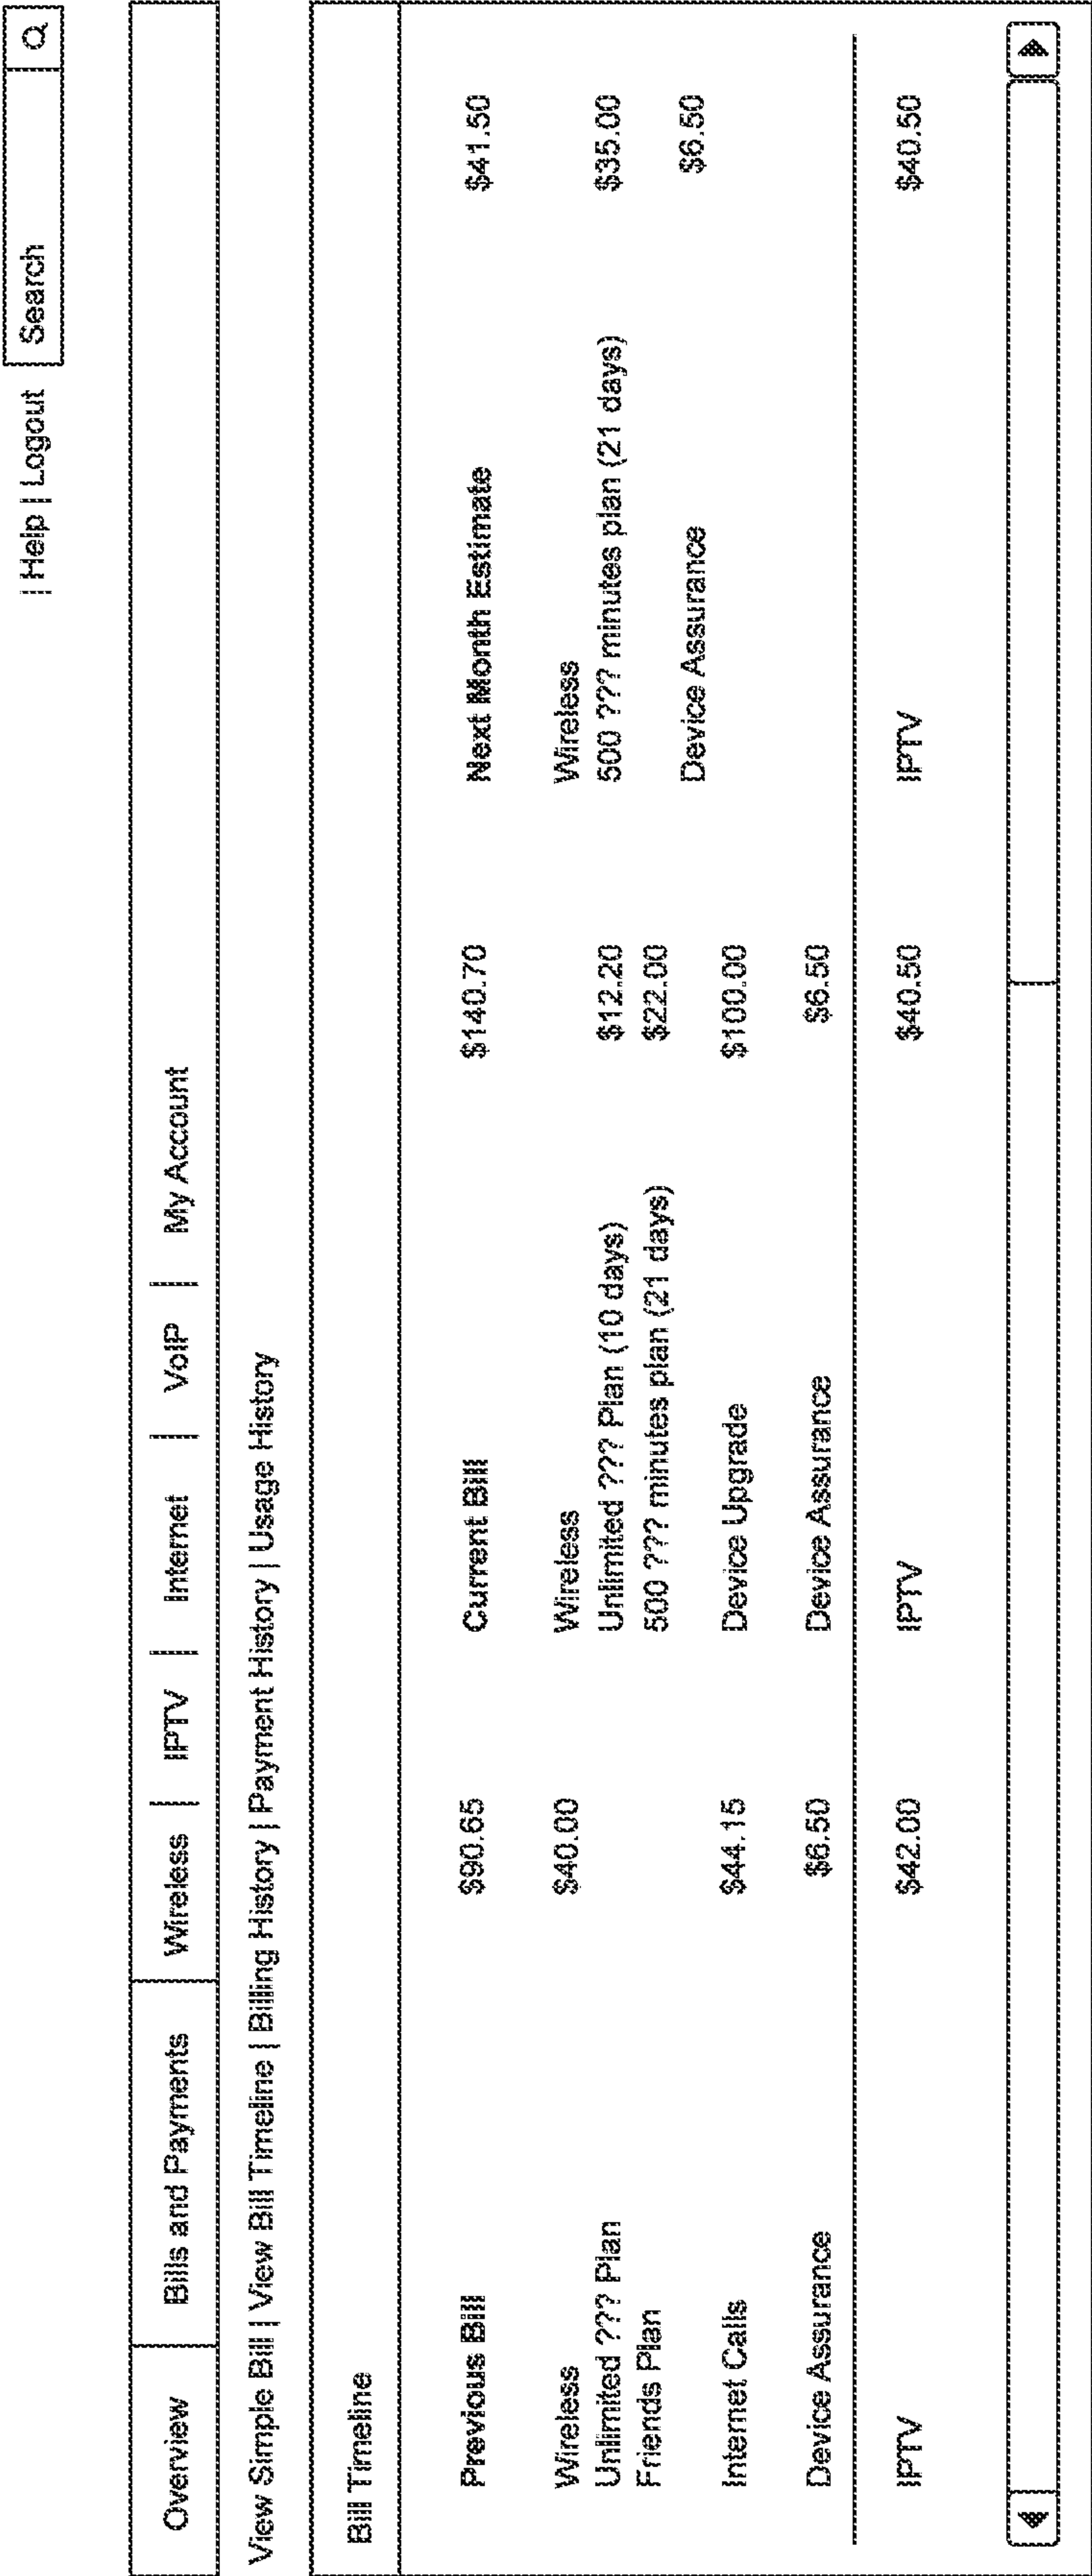 | Help | Logout Search
Overview Bills and Payments Wireless | IPTV | Internet | VoIP | My Account
View Simple Bill | View Bill Timeline | Billing History | Payment History | Usage History
Bill Timeline
Previous Bill $90.65 Current Bill $140.70 Next Month Estimate $41.50
Wireless $40.00 Wireless Wireless
Unlimited ??? Plan Unlimited ??? Plan (10 days) $12.20 500 ??? minutes plan (21 days) $35.00
Friends Plan 500 ??? minutes plan (21 days) $22.00
Device Assurance $6.50
Internet Calls $44.15 Device Upgrade $100.00
Device Assurance $6.50 Device Assurance $6.50
IPTV $42.00 IPTV $40.50 IPTV $40.50